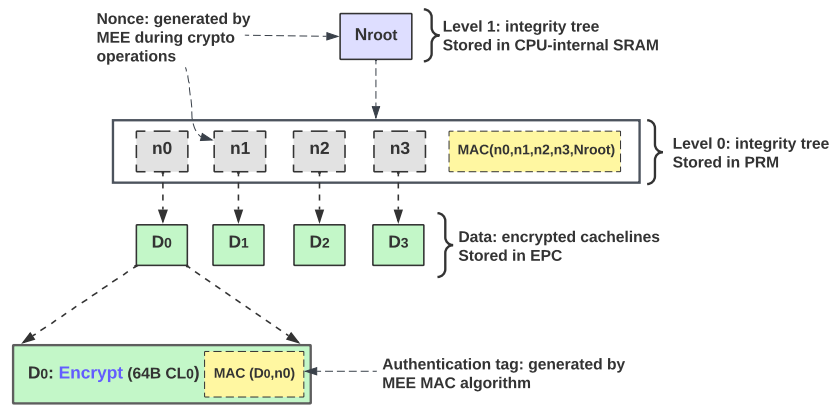 Nonce: generated by
MEE during crypto
operations
Nroot
Level 1: integrity tree
Stored in CPU-internal SRAM
n0
n1
n2
n3
MAC(n0,n1,n2,n3,Nroot)
Level 0: integrity tree
Stored in PRM
D0
D1
D2
D3
Data: encrypted cachelines
Stored in EPC
D0: Encrypt (64B CL0)
MAC (D0,n0)
Authentication tag: generated by
MEE MAC algorithm